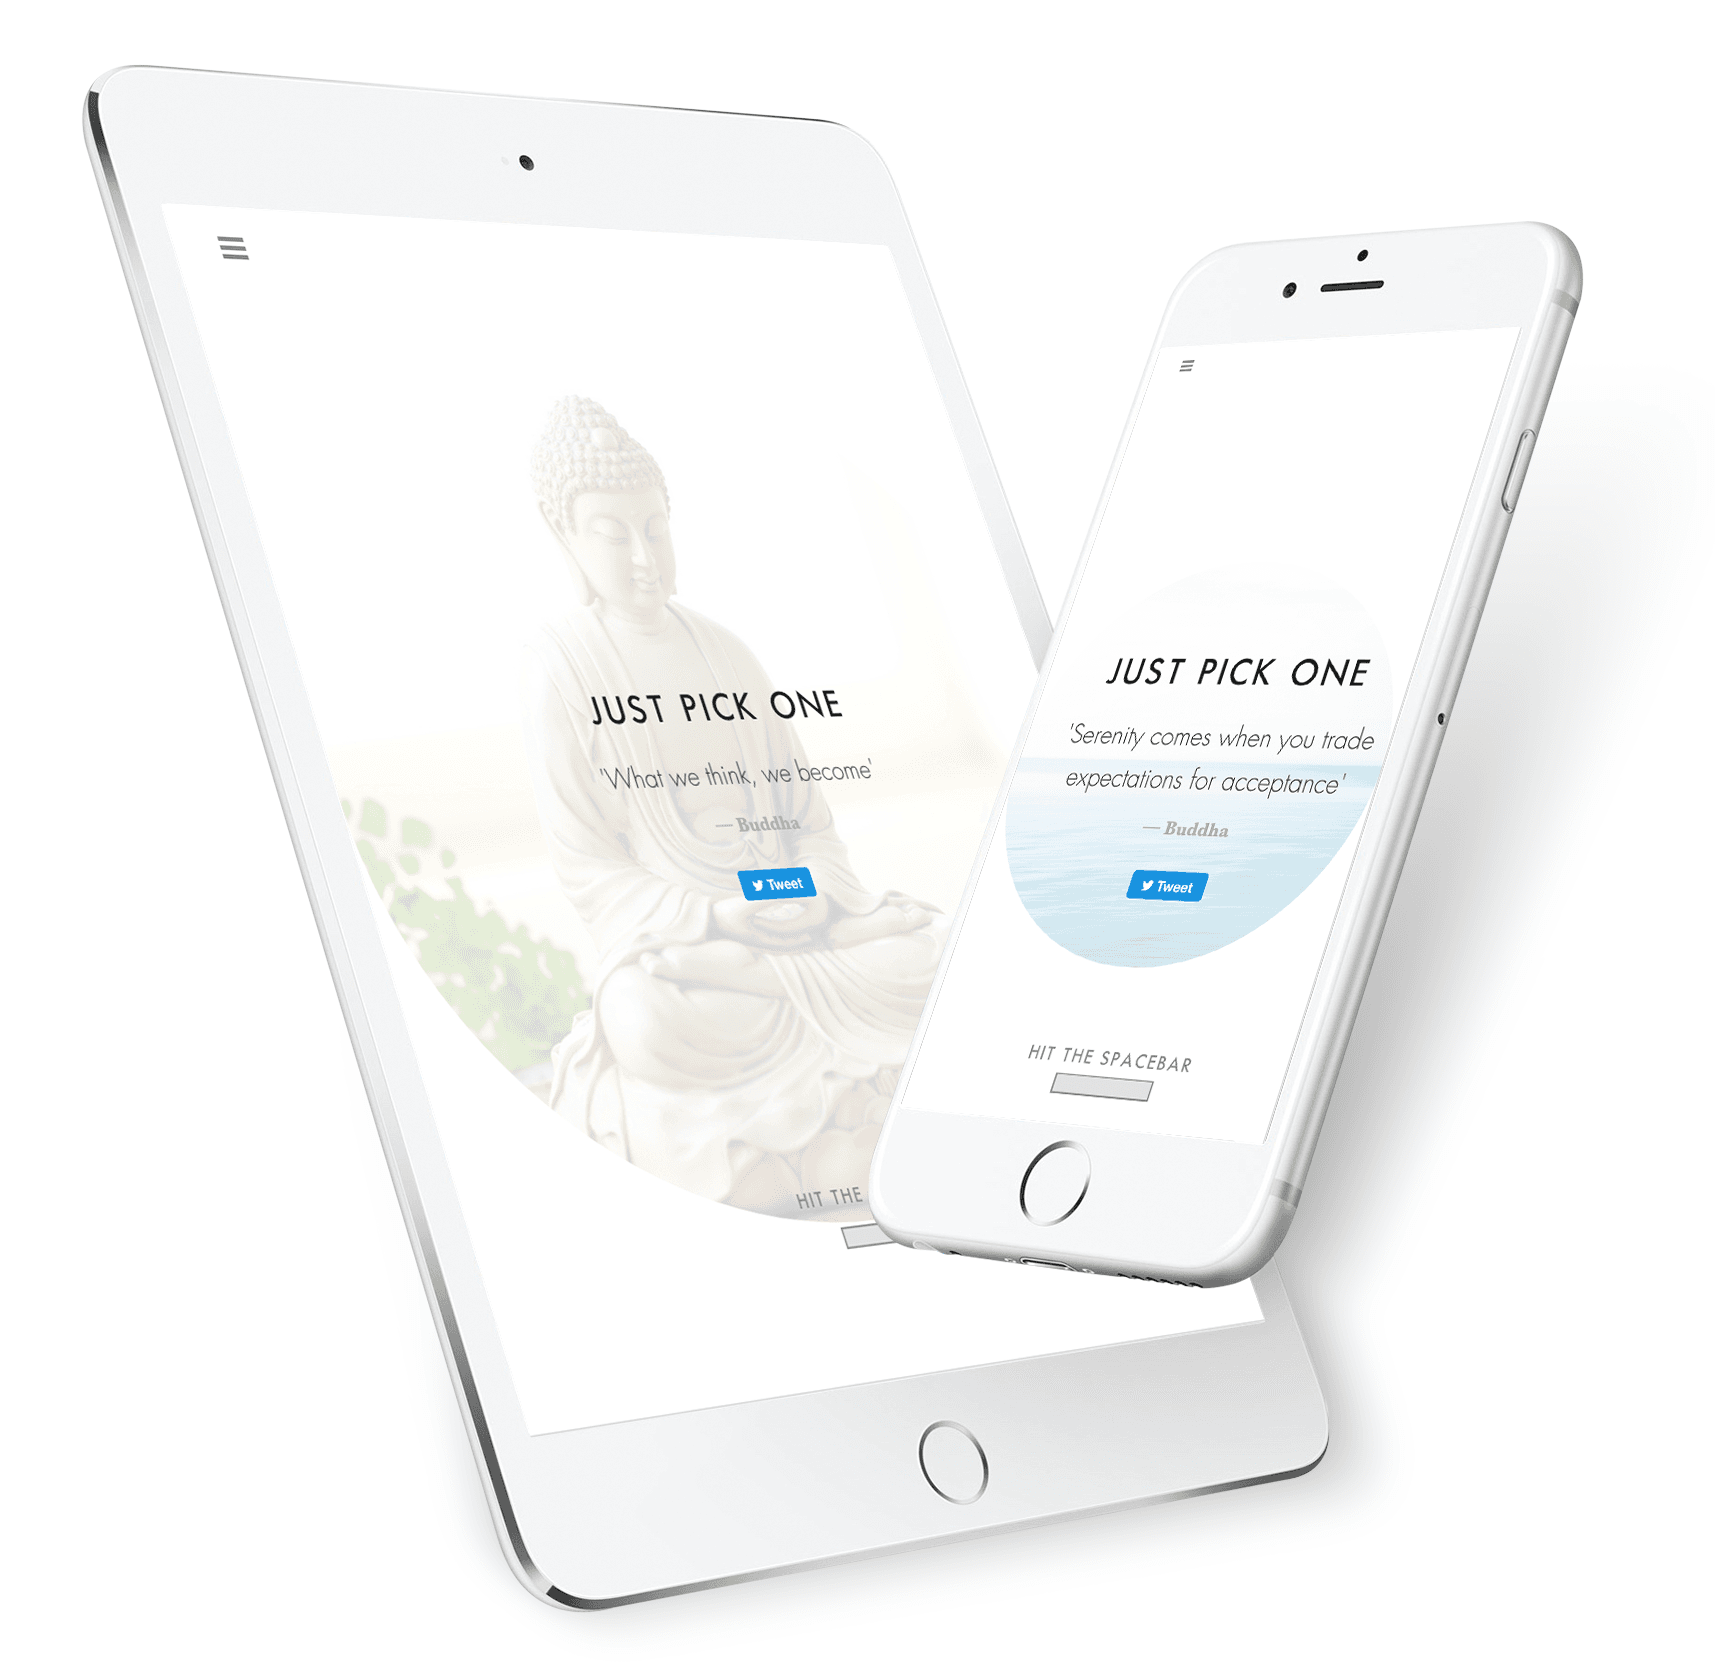 JUST PICK ONE
'What we think, we become'
— Buddha
Tweet
HIT THE
JUST PICK ONE
'Serenity comes when you trade
expectations for acceptance'
— Buddha
Tweet
HIT THE SPACEBAR